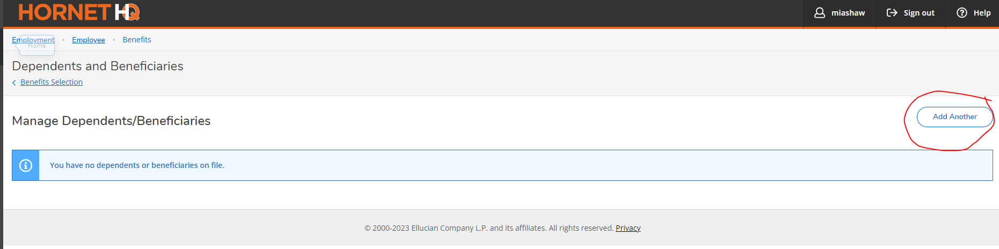 HORNET HQ
miashaw
Sign out
Help
Employment • Employee • Benefits
Home
Dependents and Beneficiaries
Benefits Selection
Manage Dependents/Beneficiaries
Add Another
You have no dependents or beneficiaries on file.
© 2000-2023 Ellucian Company L.P. and its affiliates. All rights reserved. Privacy